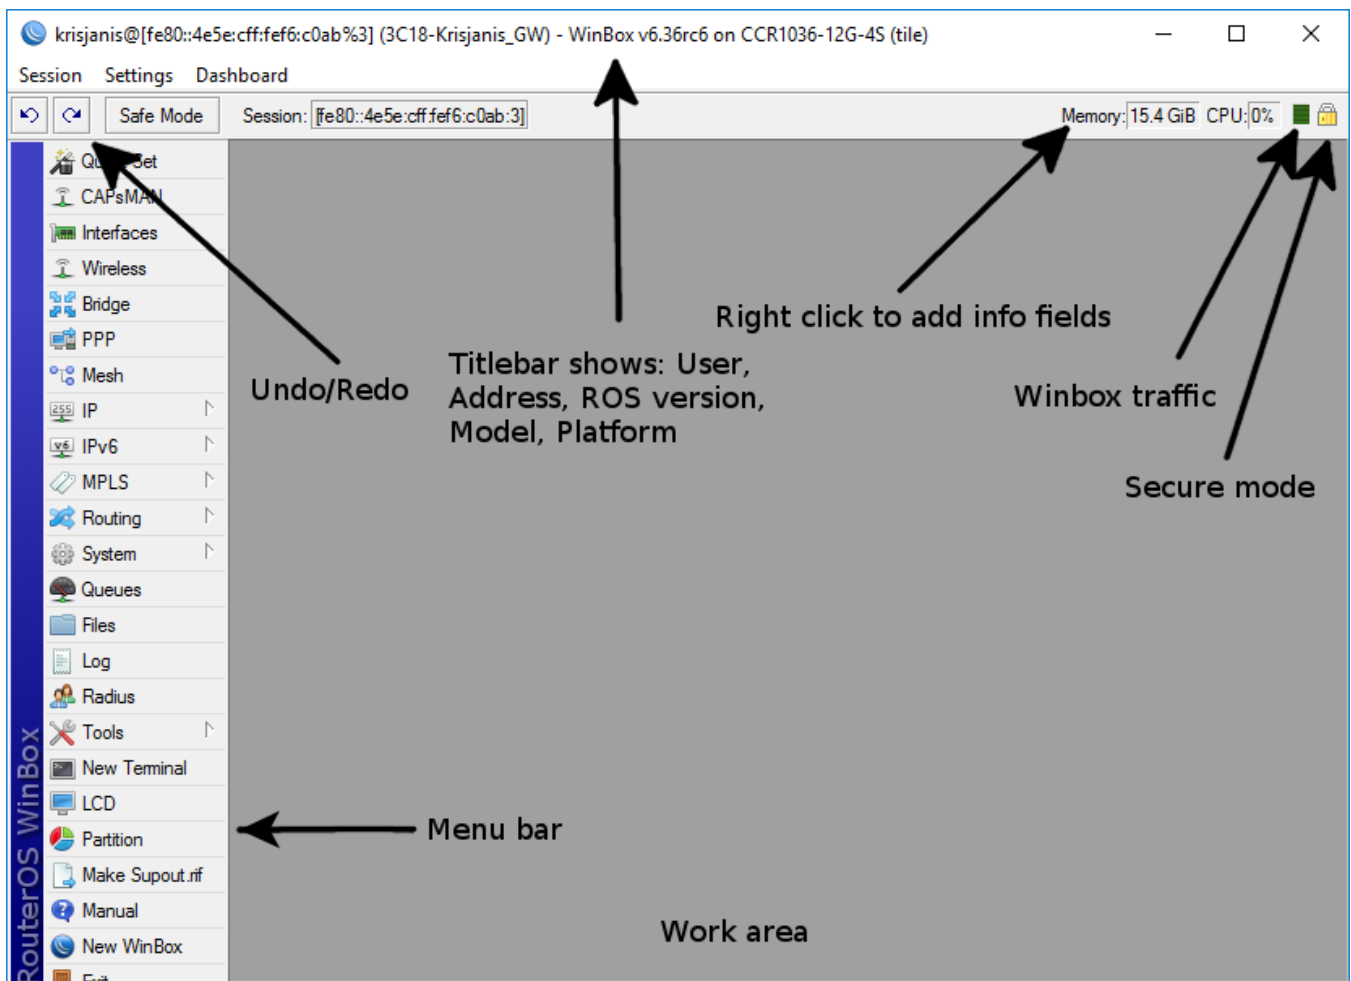 krisjanis@[fe80::4e5e:cff:fef6:c0ab%3] (3C18-Krisjanis_GW) - WinBox v6.36rc6 on CCR1036-12G-4S (tile)
Session Settings Dashboard
Safe Mode Session: [fe80::4e5e:cff:fef6:c0ab:3] Memory: 15.4 GiB CPU: 0%
Set
CAPsMAN
Interfaces
Wireless
Bridge
PPP
Mesh
255 IP
v6 IPv6
MPLS
Routing
System
Queues
Files
Log
Radius
Tools
New Terminal
LCD
Partition
Make Supout.rif
Manual
New WinBox
RouterOS WinBox
Undo/Redo
Titlebar shows: User,
Address, ROS version,
Model, Platform
Right click to add info fields
Winbox traffic
Secure mode
Menu bar
Work area